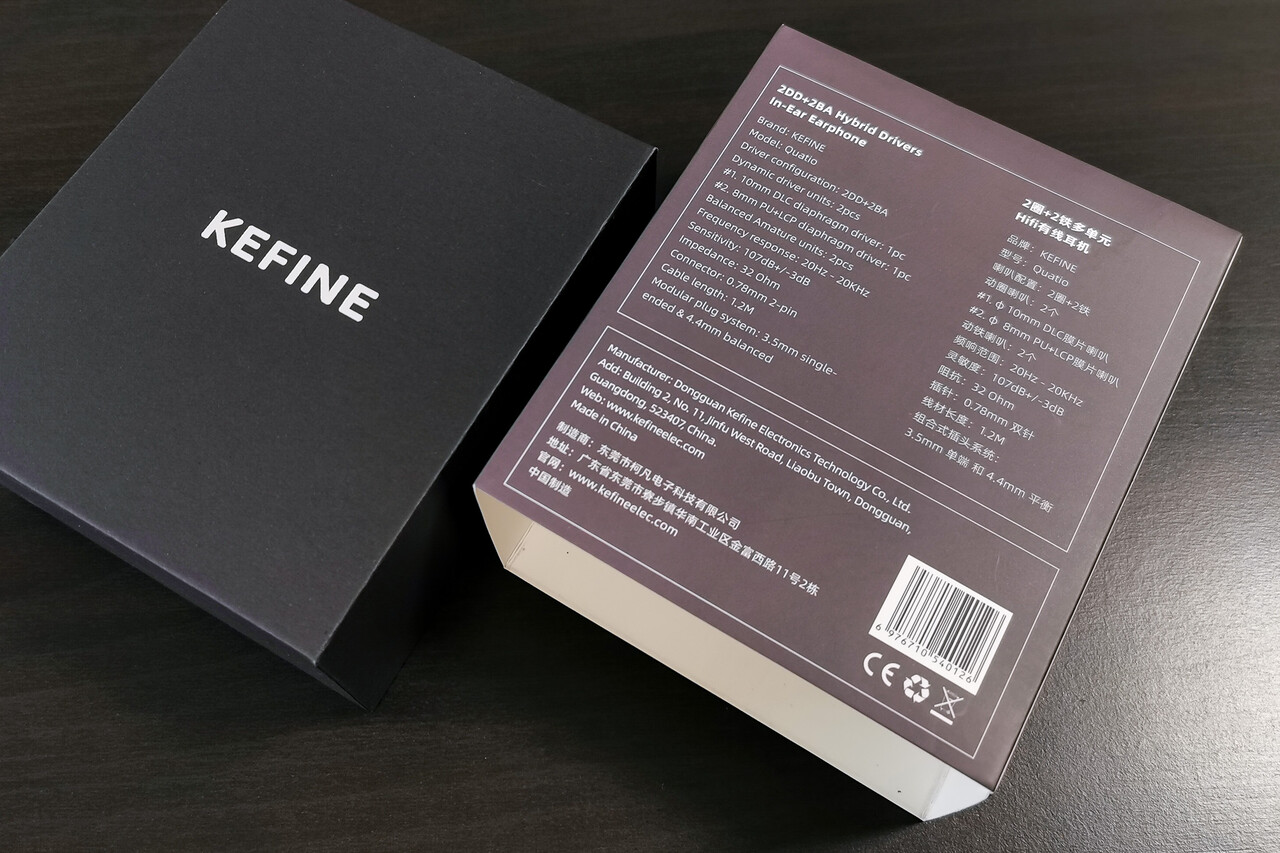 KEFINE
2DD+2BA Hybrid Drivers
In-Ear Earphone
Brand: KEFINE
Model: Quatio
Driver configuration: 2DD+2BA
Dynamic driver units: 2pcs
#1. 10mm DLC diaphragm driver: 1pc
#2. 8mm PU+LCP diaphragm driver: 1pc
Balanced Amature units: 2pcs
Frequency response: 20Hz - 20KHz
Sensitvity: 107dB+/-3dB
Impedance: 32 Ohm
Connector: 0.78mm 2-pin
Cable length: 1.2M
Modular plug system: 3.5mm single-
ended & 4.4mm balanced
2圈+2铁多单元
Hifi有线耳机
品牌: KEFINE
型号: Quatio
喇叭配置: 2圈+2铁
动圈喇叭: 2个
#1. φ 10mm DLC膜片喇叭
#2. φ 8mm PU+LCP膜片喇叭
动铁喇叭: 2个
频响范围: 20Hz - 20KHz
灵敏度: 107dB+/-3dB
阻抗: 32 Ohm
插针: 0.78mm 双针
线材长度: 1.2M
组合式插头系统:
3.5mm 单端 和 4.4mm 平衡
Manufacturer: Dongguan Kefine Electronics Technology Co., Ltd.
Add: Building 2, No. 11, Jinfu West Road, Liaobu Town, Dongguan,
Guangdong, 523407, China.
Web: www.kefineelec.com
Made in China
制造商: 东莞市柯凡电子科技有限公司
地址: 广东省东莞市寮步镇华南工业区金富西路11号2栋
官网: www.kefineelec.com
中国制造
6 976710 540126
CE